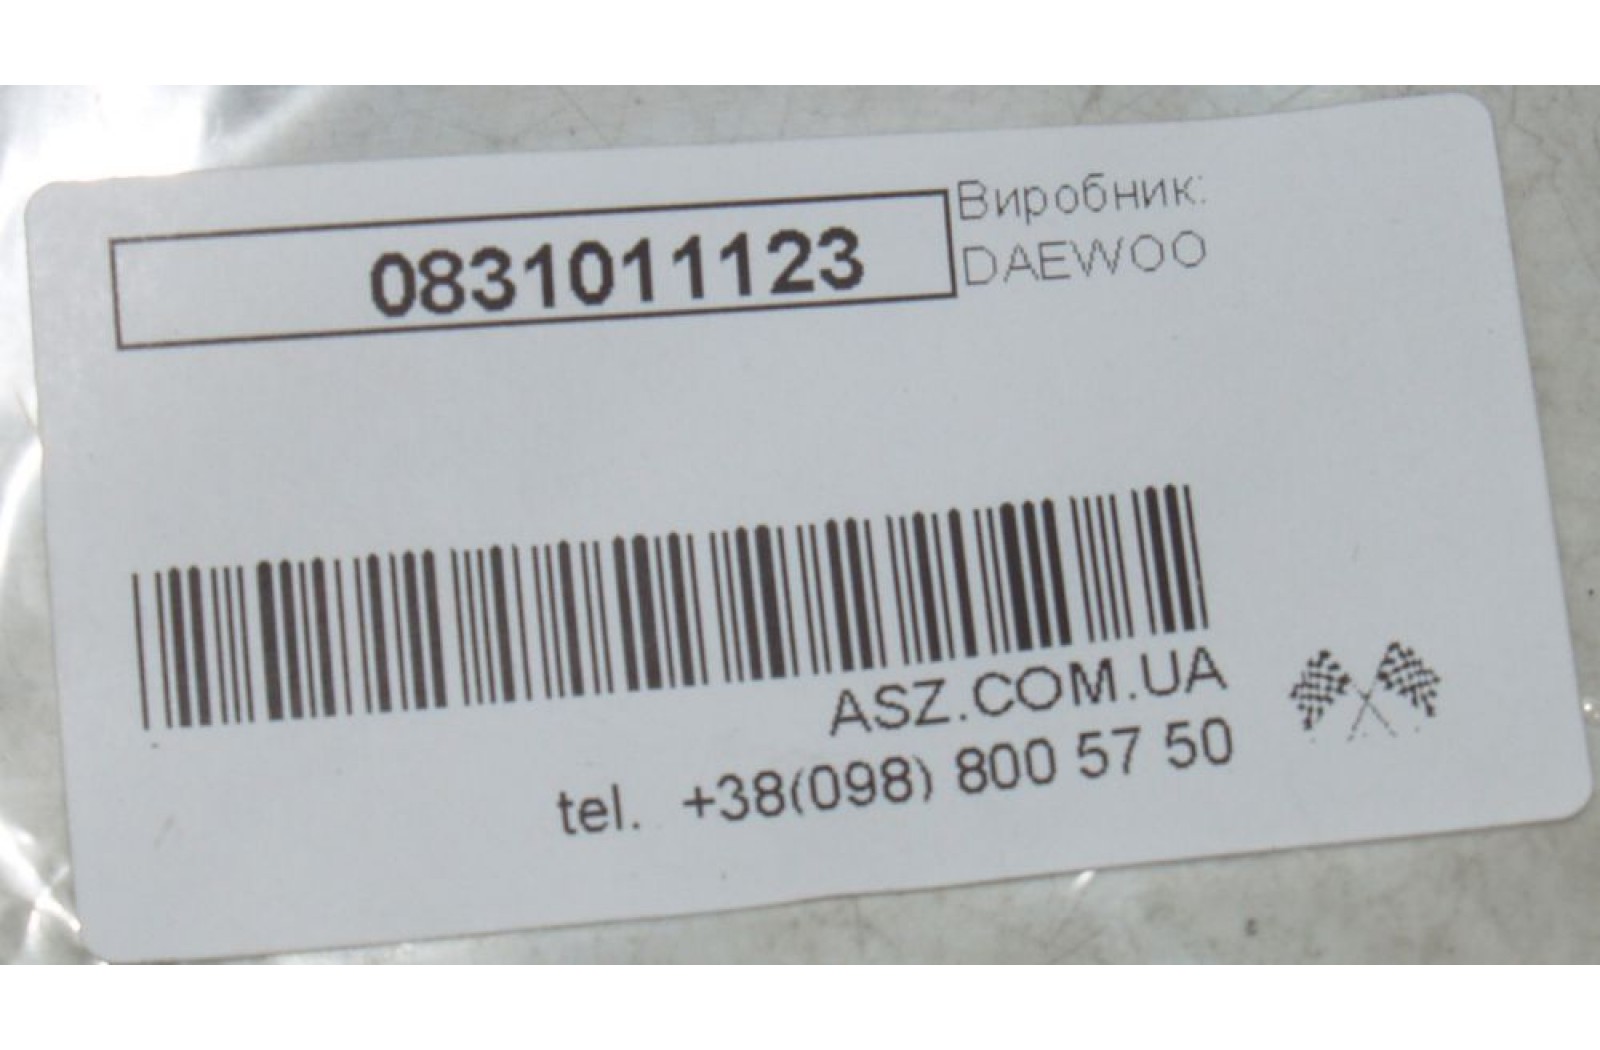 0831011123
Виробник:
DAEWOO
ASZ.COM.UA
tel. +38(098) 800 57 50